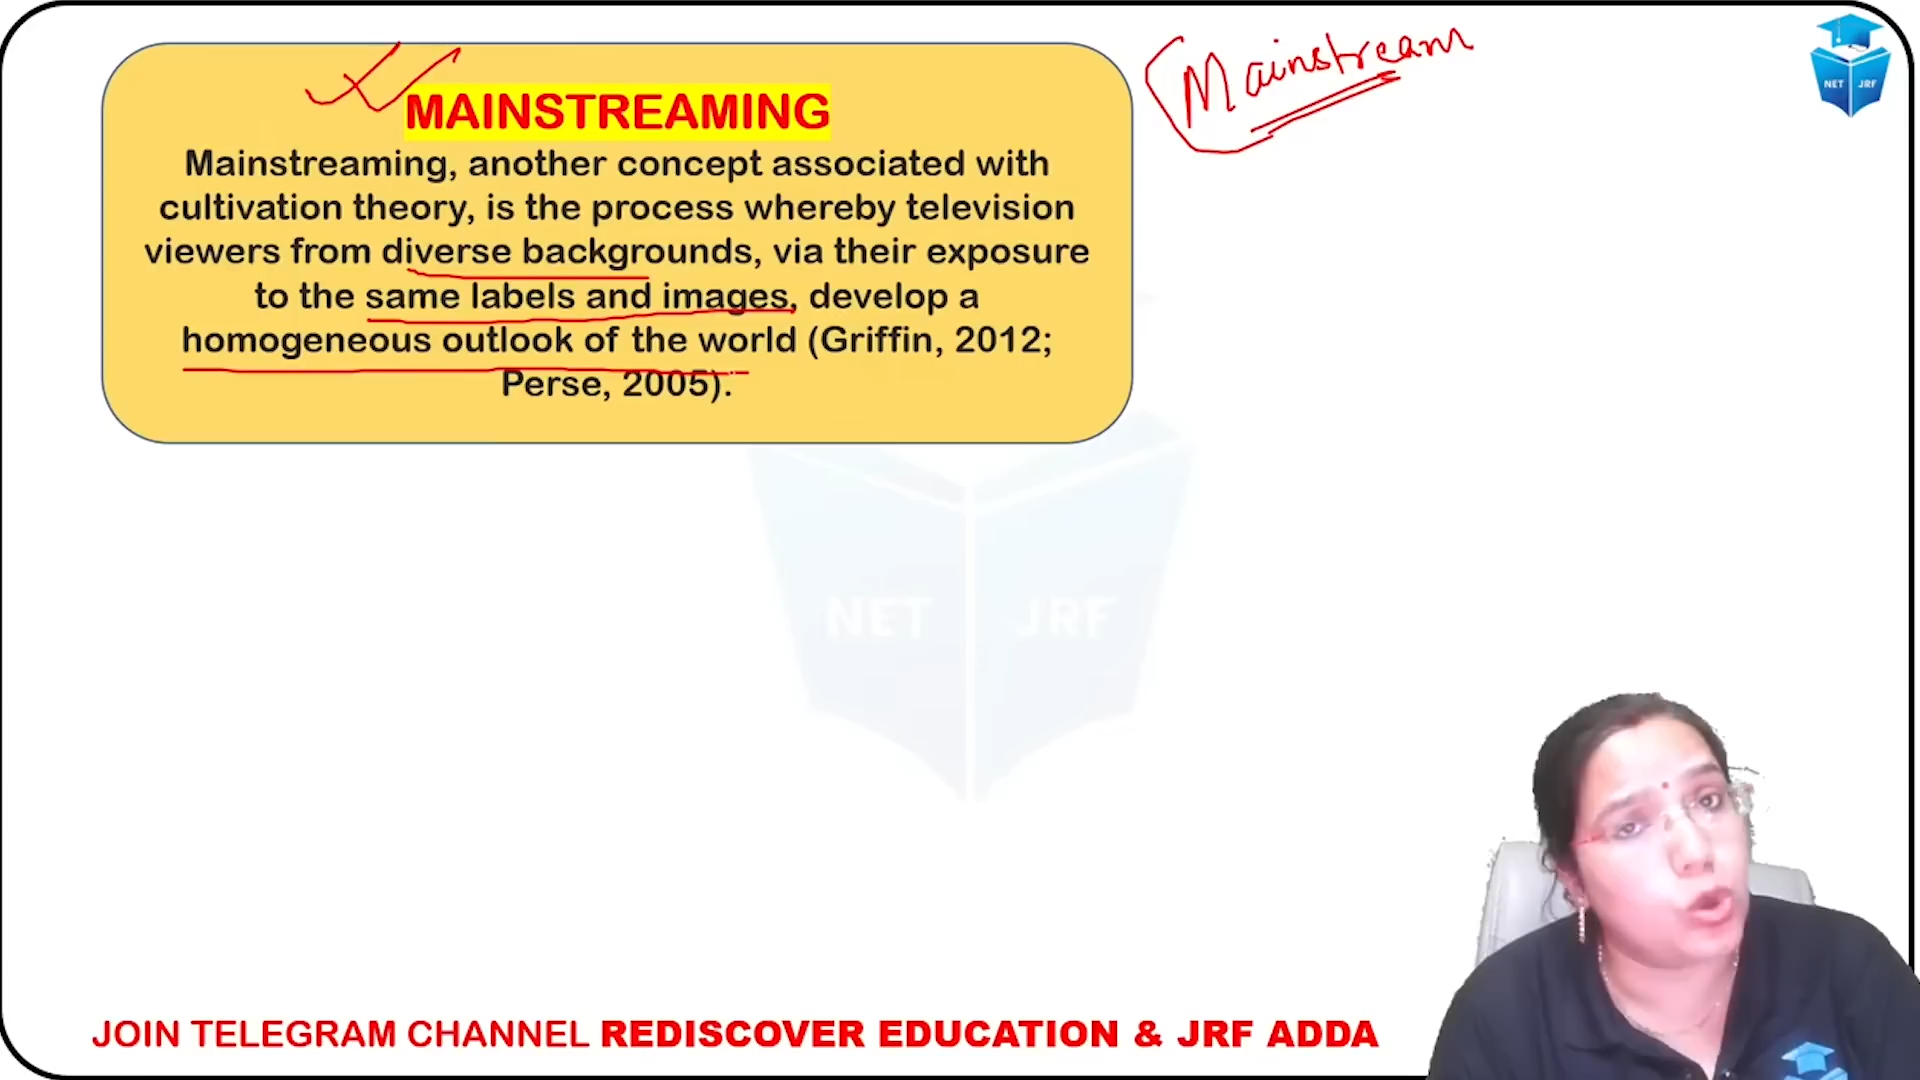 Mainstream
NET JRF
MAINSTREAMING
Mainstreaming, another concept associated with
cultivation theory, is the process whereby television
viewers from diverse backgrounds, via their exposure
to the same labels and images, develop a
homogeneous outlook of the world (Griffin, 2012;
Perse, 2005).
NET JRF
JOIN TELEGRAM CHANNEL REDISCOVER EDUCATION & JRF ADDA